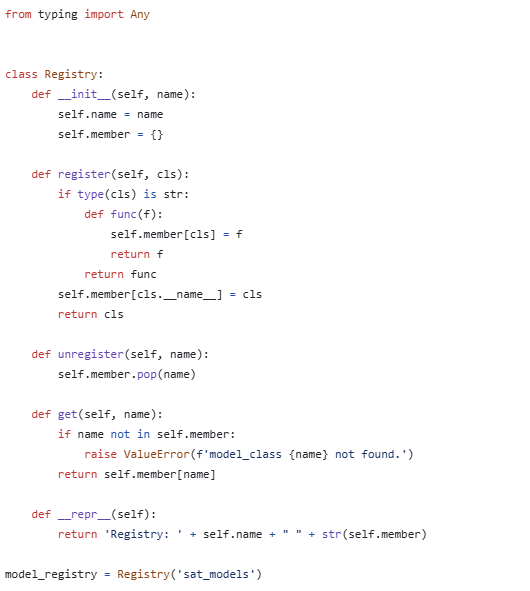 from typing import Any
class Registry:
    def __init__(self, name):
        self.name = name
        self.member = {}
    def register(self, cls):
        if type(cls) is str:
            def func(f):
                self.member[cls] = f
                return f
            return func
        self.member[cls.__name__] = cls
        return cls
    def unregister(self, name):
        self.member.pop(name)
    def get(self, name):
        if name not in self.member:
            raise ValueError(f'model_class {name} not found.')
        return self.member[name]
    def __repr__(self):
        return 'Registry: ' + self.name + " " + str(self.member)
model_registry = Registry('sat_models')